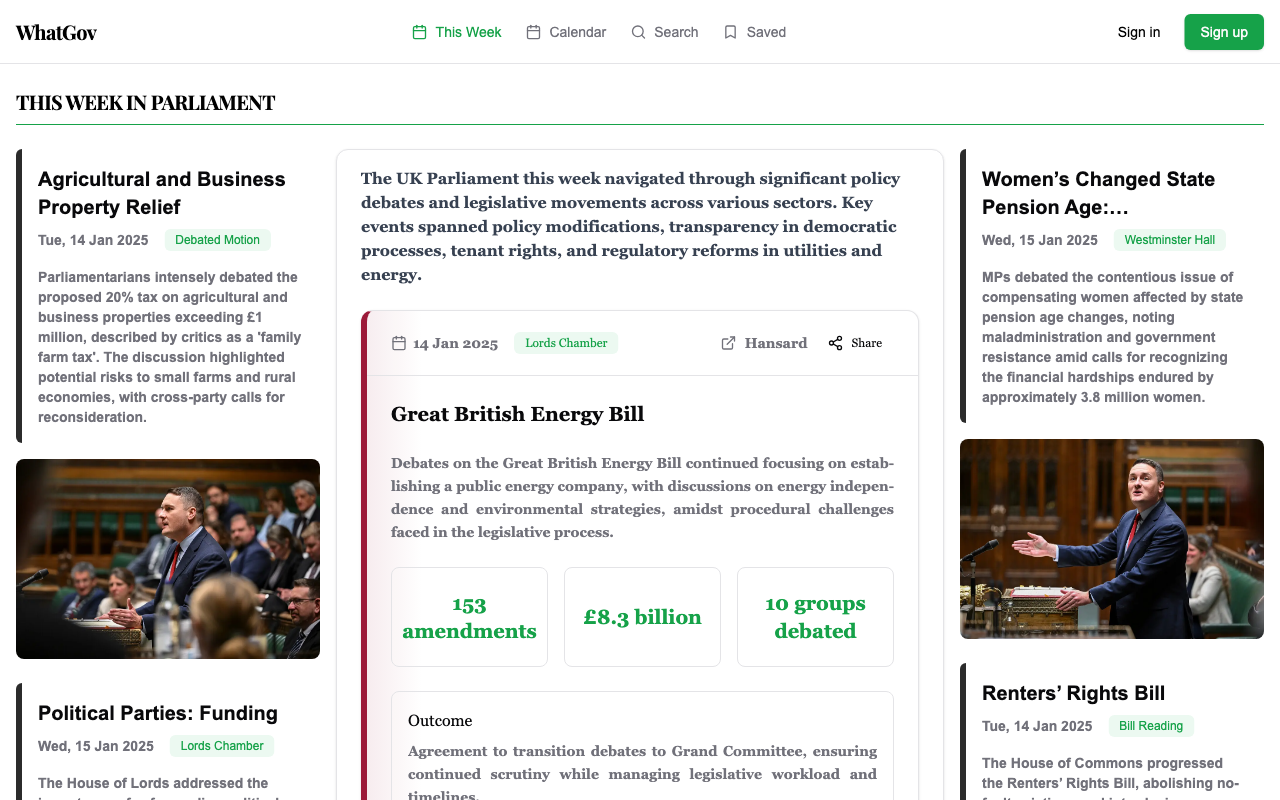 WhatGov
This Week
Calendar
Search
Saved
Sign in
Sign up
THIS WEEK IN PARLIAMENT
Agricultural and Business
Property Relief
Tue, 14 Jan 2025
Debated Motion
Parliamentarians intensely debated the
proposed 20% tax on agricultural and
business properties exceeding £1
million, described by critics as a 'family
farm tax'. The discussion highlighted
potential risks to small farms and rural
economies, with cross-party calls for
reconsideration.
Political Parties: Funding
Wed, 15 Jan 2025
Lords Chamber
The House of Lords addressed the
The UK Parliament this week navigated through significant policy
debates and legislative movements across various sectors. Key
events spanned policy modifications, transparency in democratic
processes, tenant rights, and regulatory reforms in utilities and
energy.
14 Jan 2025
Lords Chamber
Hansard
Share
Great British Energy Bill
Debates on the Great British Energy Bill continued focusing on estab-
lishing a public energy company, with discussions on energy indepen-
dence and environmental strategies, amidst procedural challenges
faced in the legislative process.
153
amendments
£8.3 billion
10 groups
debated
Outcome
Agreement to transition debates to Grand Committee, ensuring
continued scrutiny while managing legislative workload and
timelines.
Women’s Changed State
Pension Age:…
Wed, 15 Jan 2025
Westminster Hall
MPs debated the contentious issue of
compensating women affected by state
pension age changes, noting
maladministration and government
resistance amid calls for recognizing
the financial hardships endured by
approximately 3.8 million women.
Renters’ Rights Bill
Tue, 14 Jan 2025
Bill Reading
The House of Commons progressed
the Renters’ Rights Bill, abolishing no-